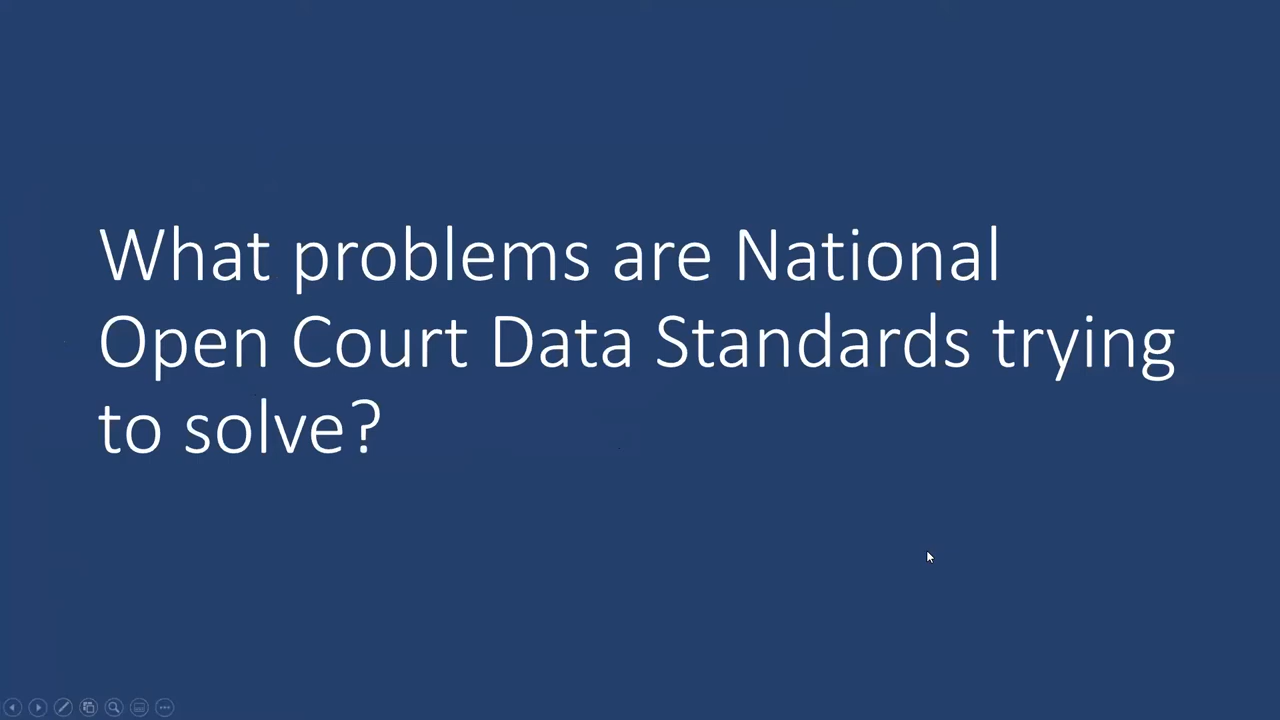 What problems are National
Open Court Data Standards trying
to solve?